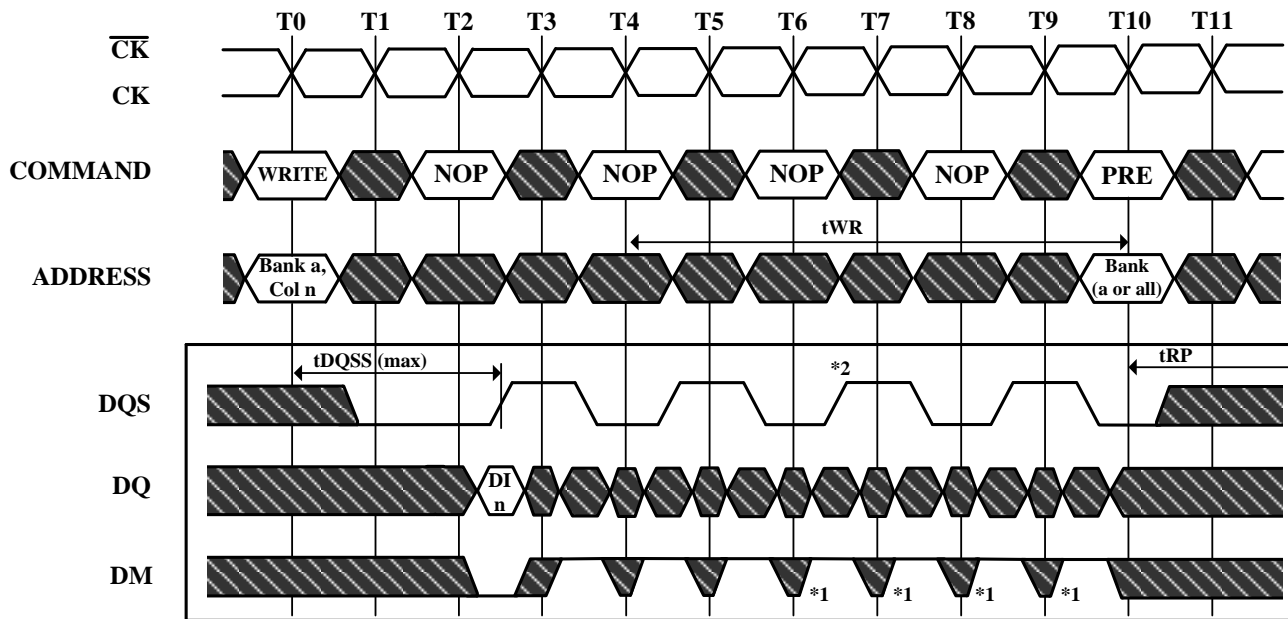 T0 T1 T2 T3 T4 T5 T6 T7 T8 T9 T10 T11
CK
CK
COMMAND WRITE NOP NOP NOP NOP PRE
tWR
ADDRESS Bank a, Col n Bank (a or all)
tDQSS (max) tRP
*2
DQS
DQ DI n
DM
*1 *1 *1 *1